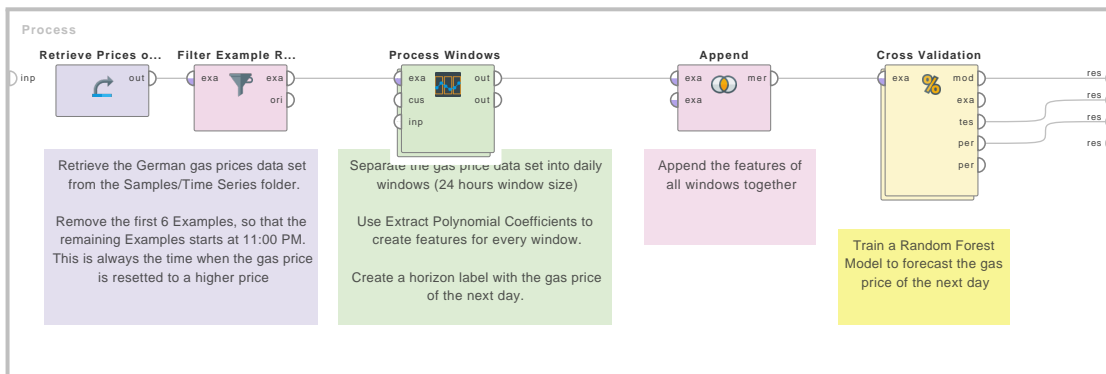 Process
Retrieve Prices o...
Filter Example R...
Process Windows
Append
Cross Validation
inp
out
exa
exa
ori
exa
out
cus
out
inp
exa
mer
exa
exa
mod
exa
tes
per
per
res
res
res
res
Retrieve the German gas prices data set
from the Samples/Time Series folder.
Remove the first 6 Examples, so that the
remaining Examples starts at 11:00 PM.
This is always the time when the gas price
is resetted to a higher price
Separate the gas price data set into daily
windows (24 hours window size)
Use Extract Polynomial Coefficients to
create features for every window.
Create a horizon label with the gas price
of the next day.
Append the features of
all windows together
Train a Random Forest
Model to forecast the gas
price of the next day